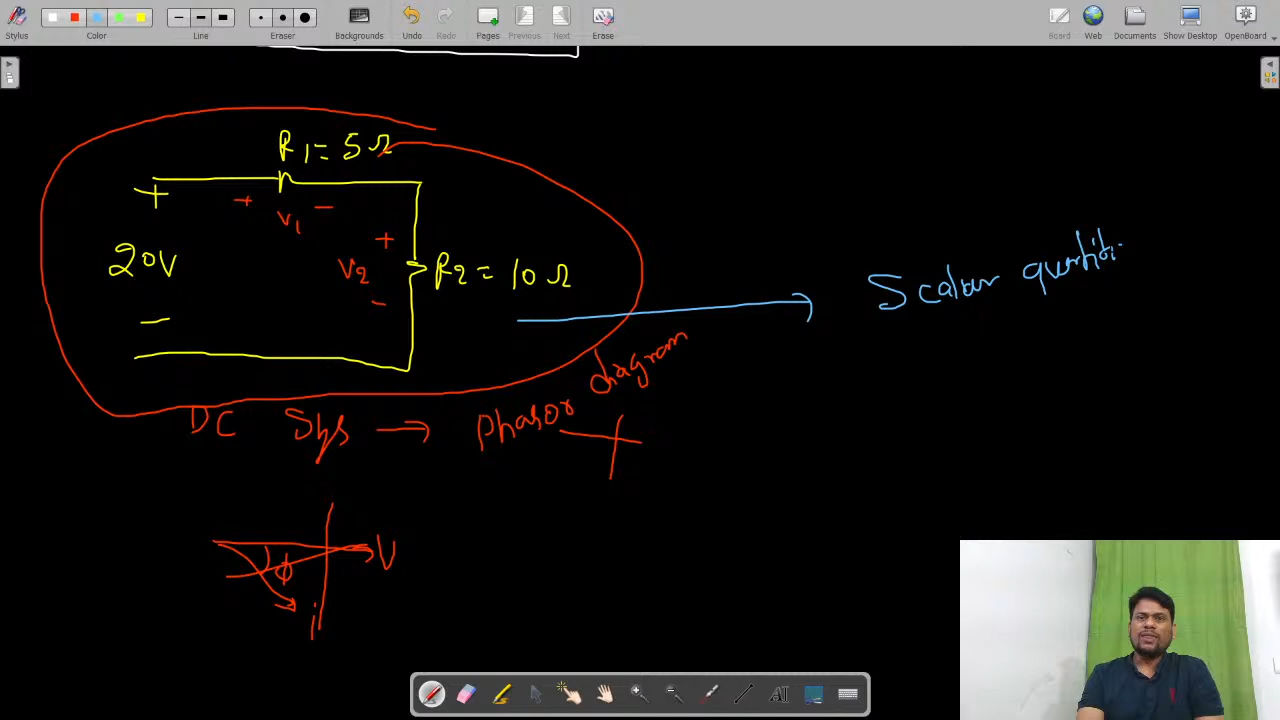 Stylus
Color
Line
Eraser
Backgrounds
Undo
Redo
Pages
Previous
Next
Erase
Board
Web
Documents
Show Desktop
OpenBoard
R1 = 5 Ω
+ + V1 -
20V
+ V2 -
R2 = 10 Ω
-
Scalar quantiti
DC Sys → Phasor diagram
V
ϕ
i